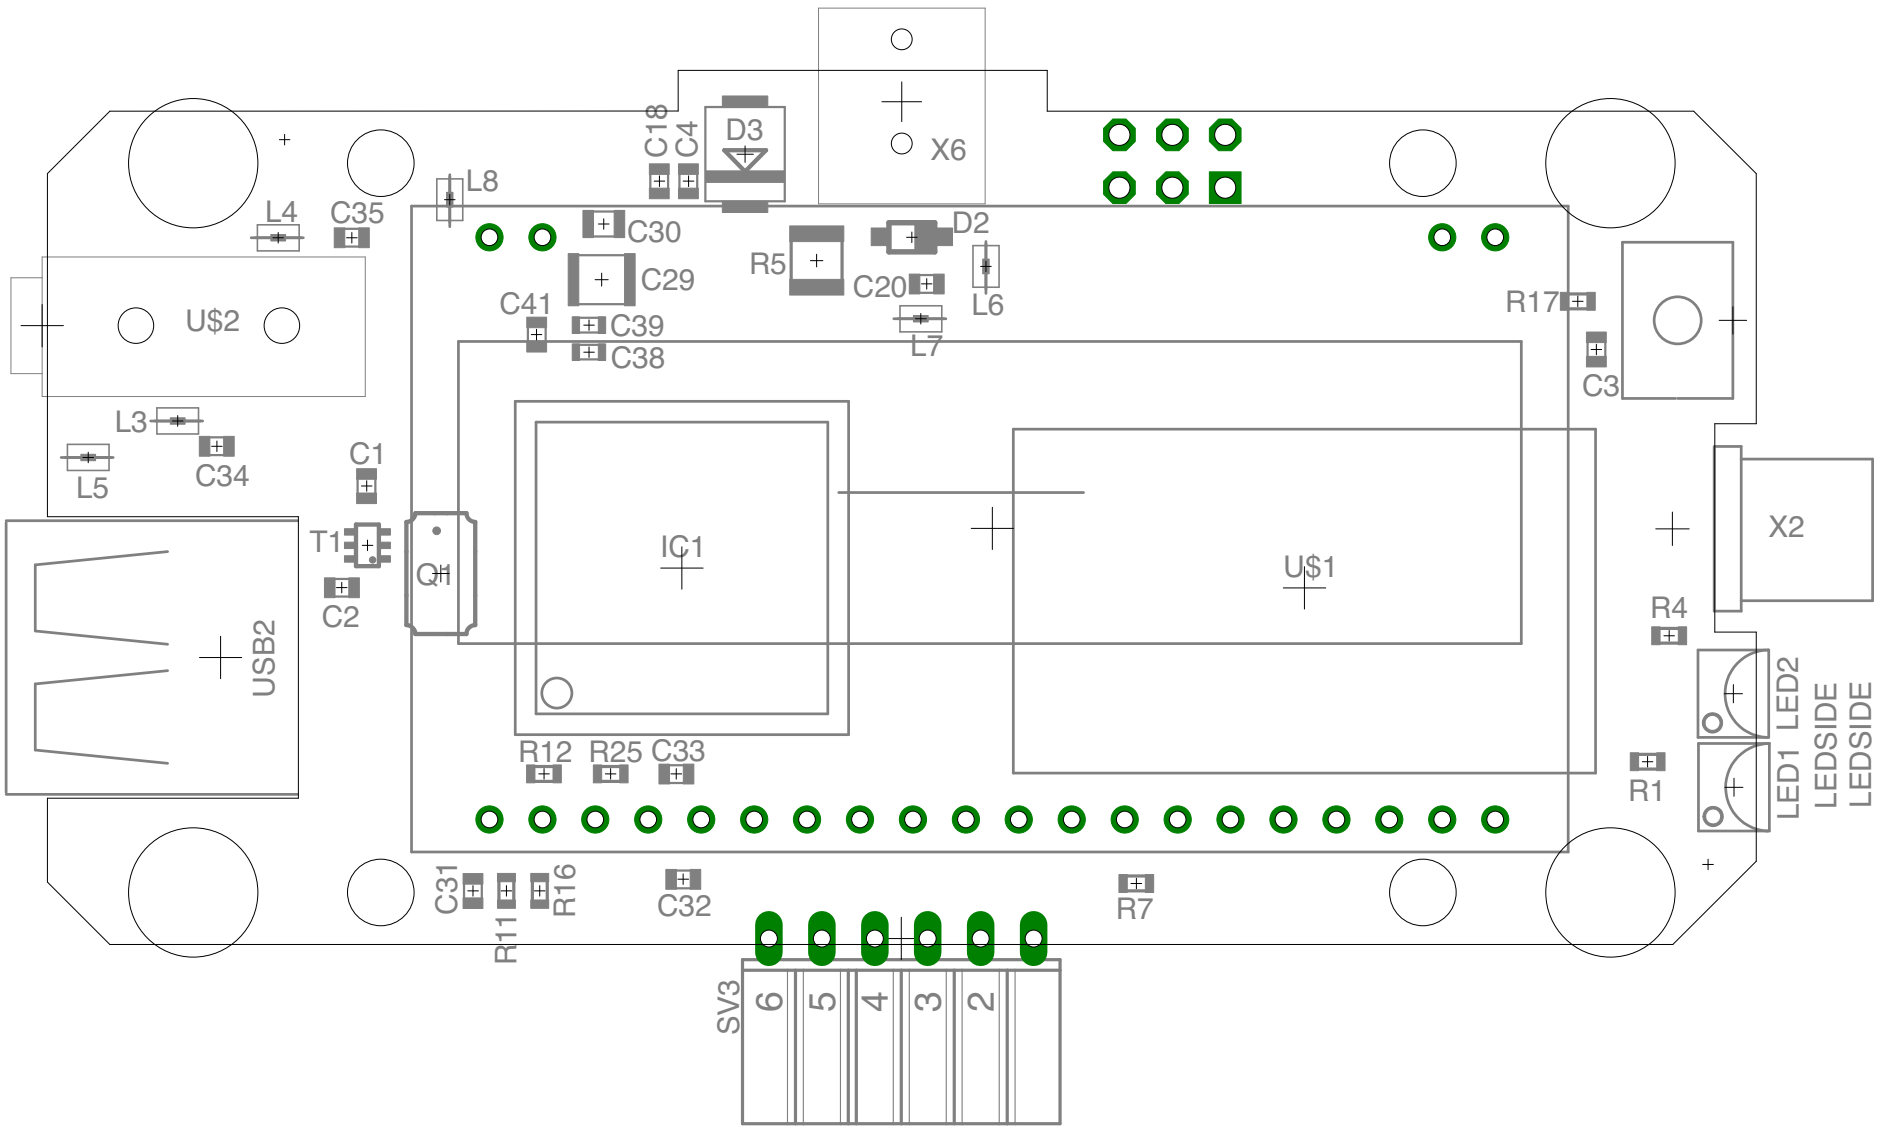 C18
C4
D3
X6
L8
L4
C35
C30
D2
R5
C29
C20
L6
C41
R17
U$2
C39
C38
L7
C3
L3
C34
L5
C1
T1
Q1
IC1
U$1
X2
C2
R4
USB2
LED2
LEDSIDE
LEDSIDE
R12
R25
C33
R1
LED1
C31
R11
R16
C32
R7
SV3
6
5
4
3
2